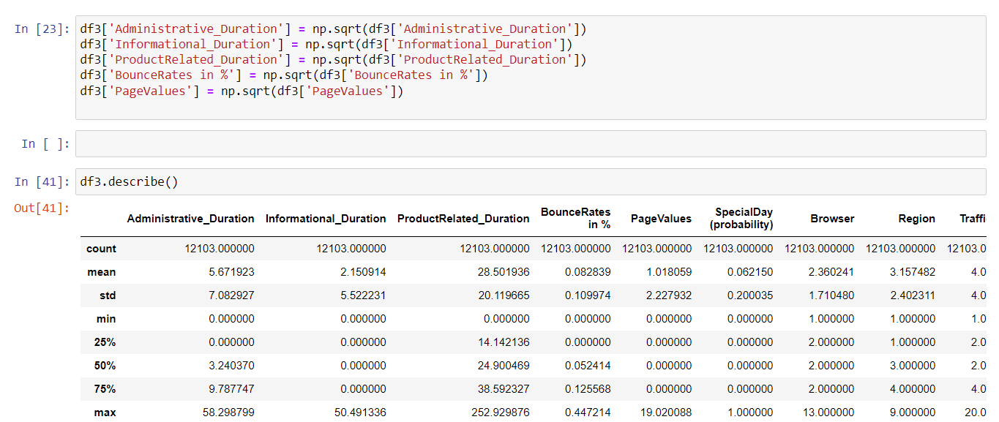 In [23]: df3['Administrative_Duration'] = np.sqrt(df3['Administrative_Duration'])
df3['Informational_Duration'] = np.sqrt(df3['Informational_Duration'])
df3['ProductRelated_Duration'] = np.sqrt(df3['ProductRelated_Duration'])
df3['BounceRates in %'] = np.sqrt(df3['BounceRates in %'])
df3['PageValues'] = np.sqrt(df3['PageValues'])
In [ ]:
In [41]: df3.describe()
Out[41]:
Administrative_Duration Informational_Duration ProductRelated_Duration BounceRates in % PageValues SpecialDay (probability) Browser Region Traffi
count 12103.000000 12103.000000 12103.000000 12103.000000 12103.000000 12103.000000 12103.000000 12103.000000 12103.0
mean 5.671923 2.150914 28.501936 0.082839 1.018059 0.062150 2.360241 3.157482 4.0
std 7.082927 5.522231 20.119665 0.109974 2.227932 0.200035 1.710480 2.402311 4.0
min 0.000000 0.000000 0.000000 0.000000 0.000000 0.000000 1.000000 1.000000 1.0
25% 0.000000 0.000000 14.142136 0.000000 0.000000 0.000000 2.000000 1.000000 2.0
50% 3.240370 0.000000 24.900469 0.052414 0.000000 0.000000 2.000000 3.000000 2.0
75% 9.787747 0.000000 38.592327 0.125568 0.000000 0.000000 2.000000 4.000000 4.0
max 58.298799 50.491336 252.929876 0.447214 19.020088 1.000000 13.000000 9.000000 20.0